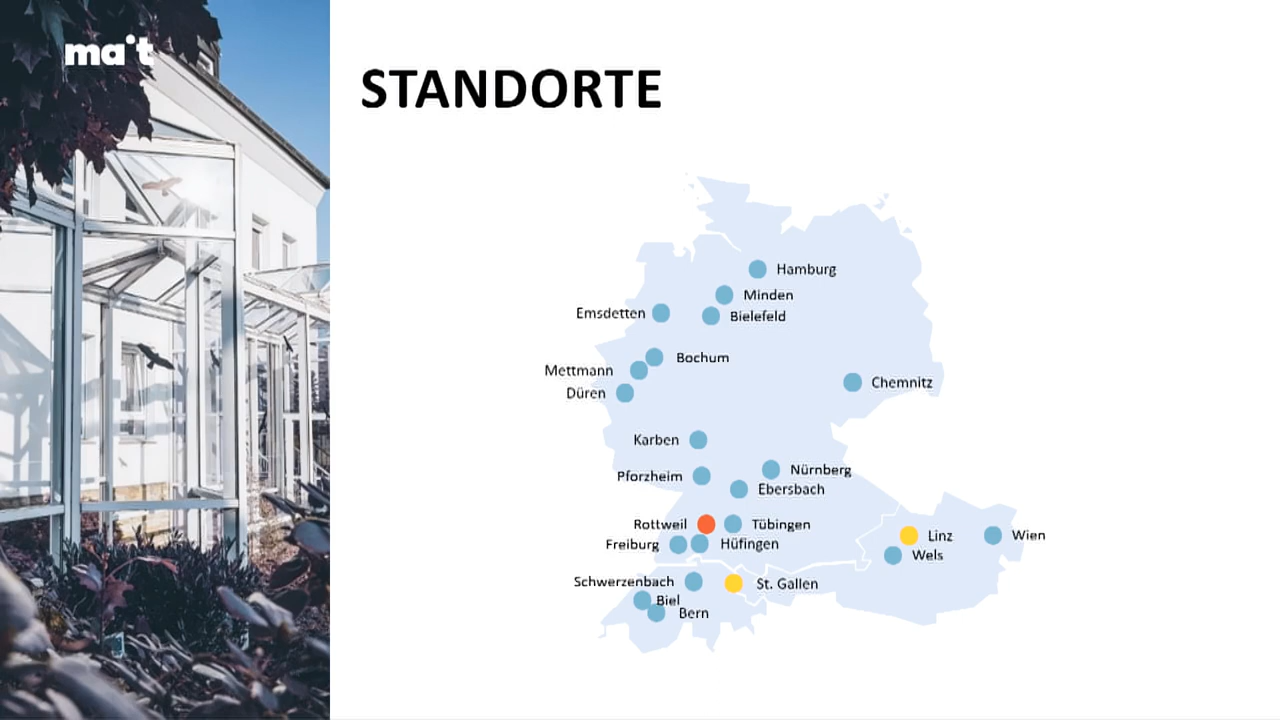 ma·t
STANDORTE
Hamburg
Minden
Emsdetten
Bielefeld
Bochum
Mettmann
Chemnitz
Düren
Karben
Nürnberg
Pforzheim
Ebersbach
Rottweil
Tübingen
Linz
Wien
Freiburg
Hüfingen
Wels
Schwerzenbach
St. Gallen
Biel
Bern